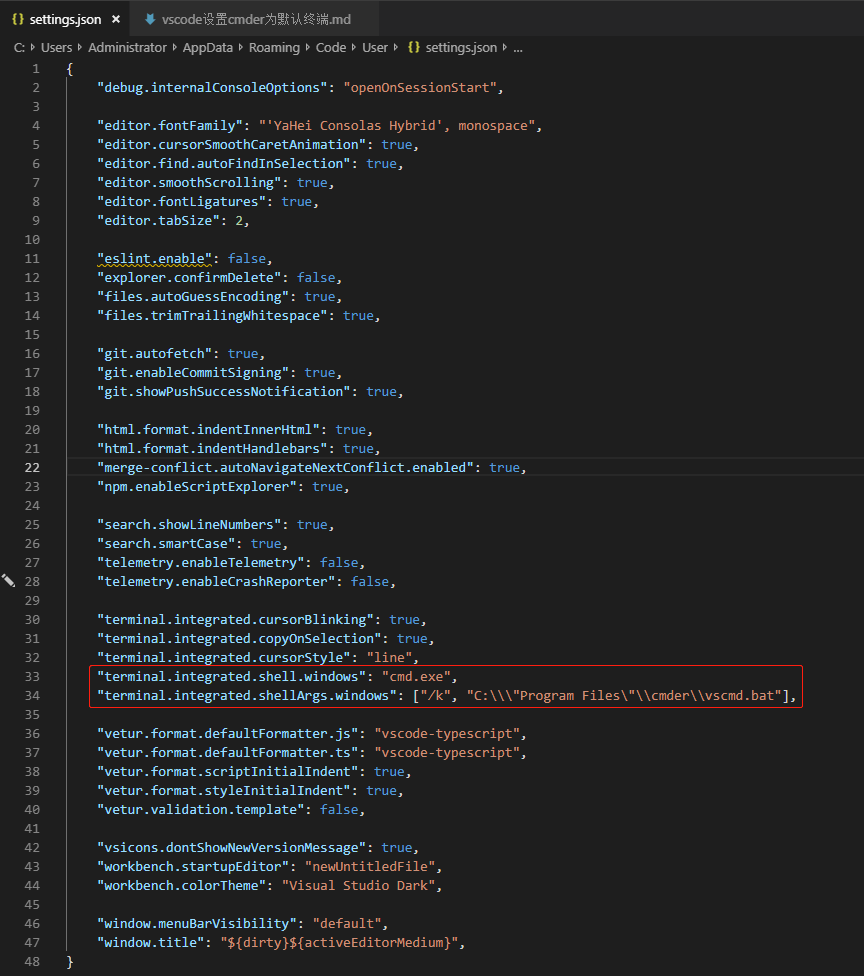 {} settings.json × vscode设置cmder为默认终端.md
C: Users Administrator AppData Roaming Code User {} settings.json ...
1 {
2 "debug.internalConsoleOptions": "openOnSessionStart",
3
4 "editor.fontFamily": "'YaHei Consolas Hybrid', monospace",
5 "editor.cursorSmoothCaretAnimation": true,
6 "editor.find.autoFindInSelection": true,
7 "editor.smoothScrolling": true,
8 "editor.fontLigatures": true,
9 "editor.tabSize": 2,
10
11 "eslint.enable": false,
12 "explorer.confirmDelete": false,
13 "files.autoGuessEncoding": true,
14 "files.trimTrailingWhitespace": true,
15
16 "git.autofetch": true,
17 "git.enableCommitSigning": true,
18 "git.showPushSuccessNotification": true,
19
20 "html.format.indentInnerHtml": true,
21 "html.format.indentHandlebars": true,
22 "merge-conflict.autoNavigateNextConflict.enabled": true,
23 "npm.enableScriptExplorer": true,
24
25 "search.showLineNumbers": true,
26 "search.smartCase": true,
27 "telemetry.enableTelemetry": false,
28 "telemetry.enableCrashReporter": false,
29
30 "terminal.integrated.cursorBlinking": true,
31 "terminal.integrated.copyOnSelection": true,
32 "terminal.integrated.cursorStyle": "line",
33 "terminal.integrated.shell.windows": "cmd.exe",
34 "terminal.integrated.shellArgs.windows": ["/k", "C:\\\"Program Files\"\\cmder\\vscmd.bat"],
35
36 "vetur.format.defaultFormatter.js": "vscode-typescript",
37 "vetur.format.defaultFormatter.ts": "vscode-typescript",
38 "vetur.format.scriptInitialIndent": true,
39 "vetur.format.styleInitialIndent": true,
40 "vetur.validation.template": false,
41
42 "vsicons.dontShowNewVersionMessage": true,
43 "workbench.startupEditor": "newUntitledFile",
44 "workbench.colorTheme": "Visual Studio Dark",
45
46 "window.menuBarVisibility": "default",
47 "window.title": "${dirty}${activeEditorMedium}",
48 }